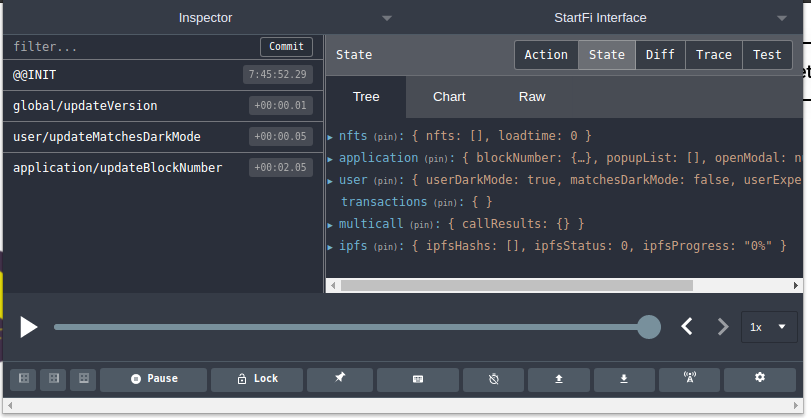 Inspector
StartFi Interface
filter...
Commit
@@INIT
7:45:52.29
global/updateVersion
+00:00.01
user/updateMatchesDarkMode
+00:00.05
application/updateBlockNumber
+00:02.05
State
Action
State
Diff
Trace
Test
Tree
Chart
Raw
nfts (pin): { nfts: [], loadtime: 0 }
application (pin): { blockNumber: {…}, popupList: [], openModal: n
user (pin): { userDarkMode: true, matchesDarkMode: false, userExpe
transactions (pin): { }
multicall (pin): { callResults: {} }
ipfs (pin): { ipfsHashs: [], ipfsStatus: 0, ipfsProgress: "0%" }
1x
Pause
Lock